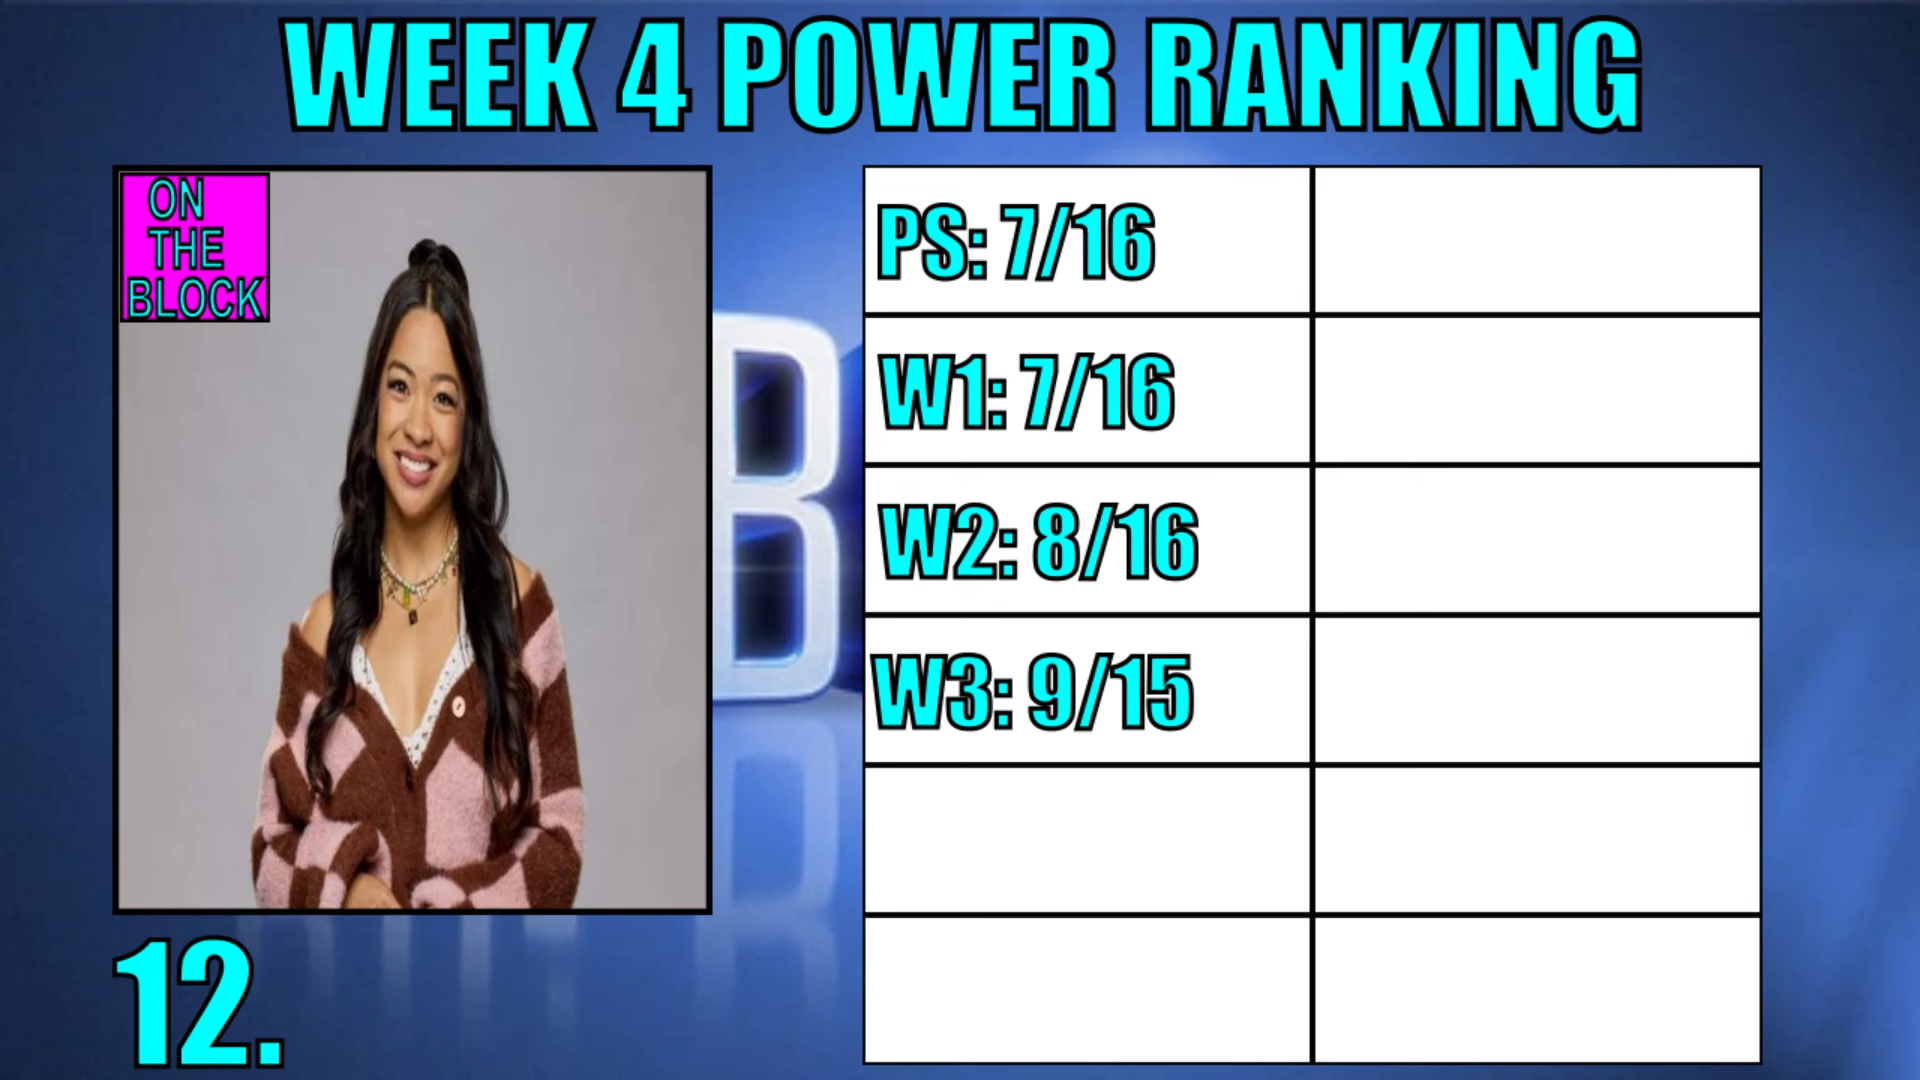 WEEK 4 POWER RANKING
ON
THE
BLOCK
B
PS: 7/16
W1: 7/16
W2: 8/16
W3: 9/15
12.